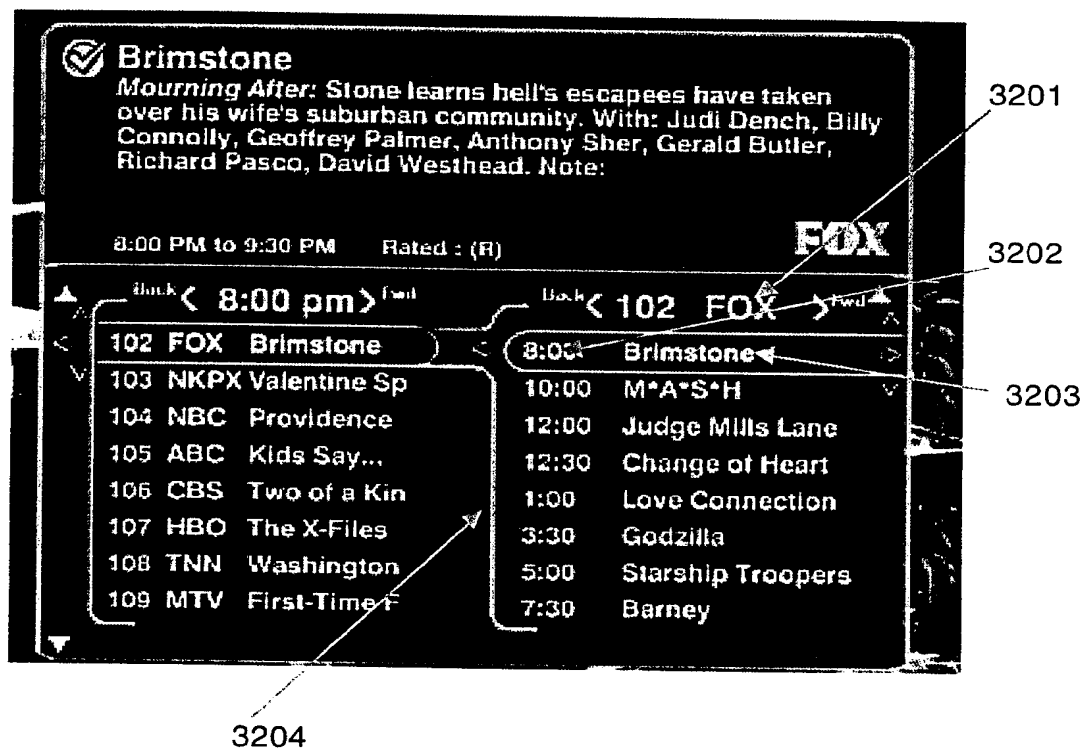 Brimstone
Mourning After: Stone learns hell's escapees have taken
over his wife's suburban community. With: Judi Dench, Billy
Connolly, Geoffrey Palmer, Anthony Sher, Gerald Butler,
Richard Pasco, David Westhead. Note:
8:00 PM to 9:30 PM Rated : (R)
FOX
Back < 8:00 pm > Fwd
102 FOX Brimstone
103 NKPX Valentine Sp
104 NBC Providence
105 ABC Kids Say...
106 CBS Two of a Kin
107 HBO The X-Files
108 TNN Washington
109 MTV First-Time F
Back < 102 FOX > Fwd
8:00 Brimstone
10:00 M*A*S*H
12:00 Judge Mills Lane
12:30 Change of Heart
1:00 Love Connection
3:30 Godzilla
5:00 Starship Troopers
7:30 Barney
3201
3202
3203
3204